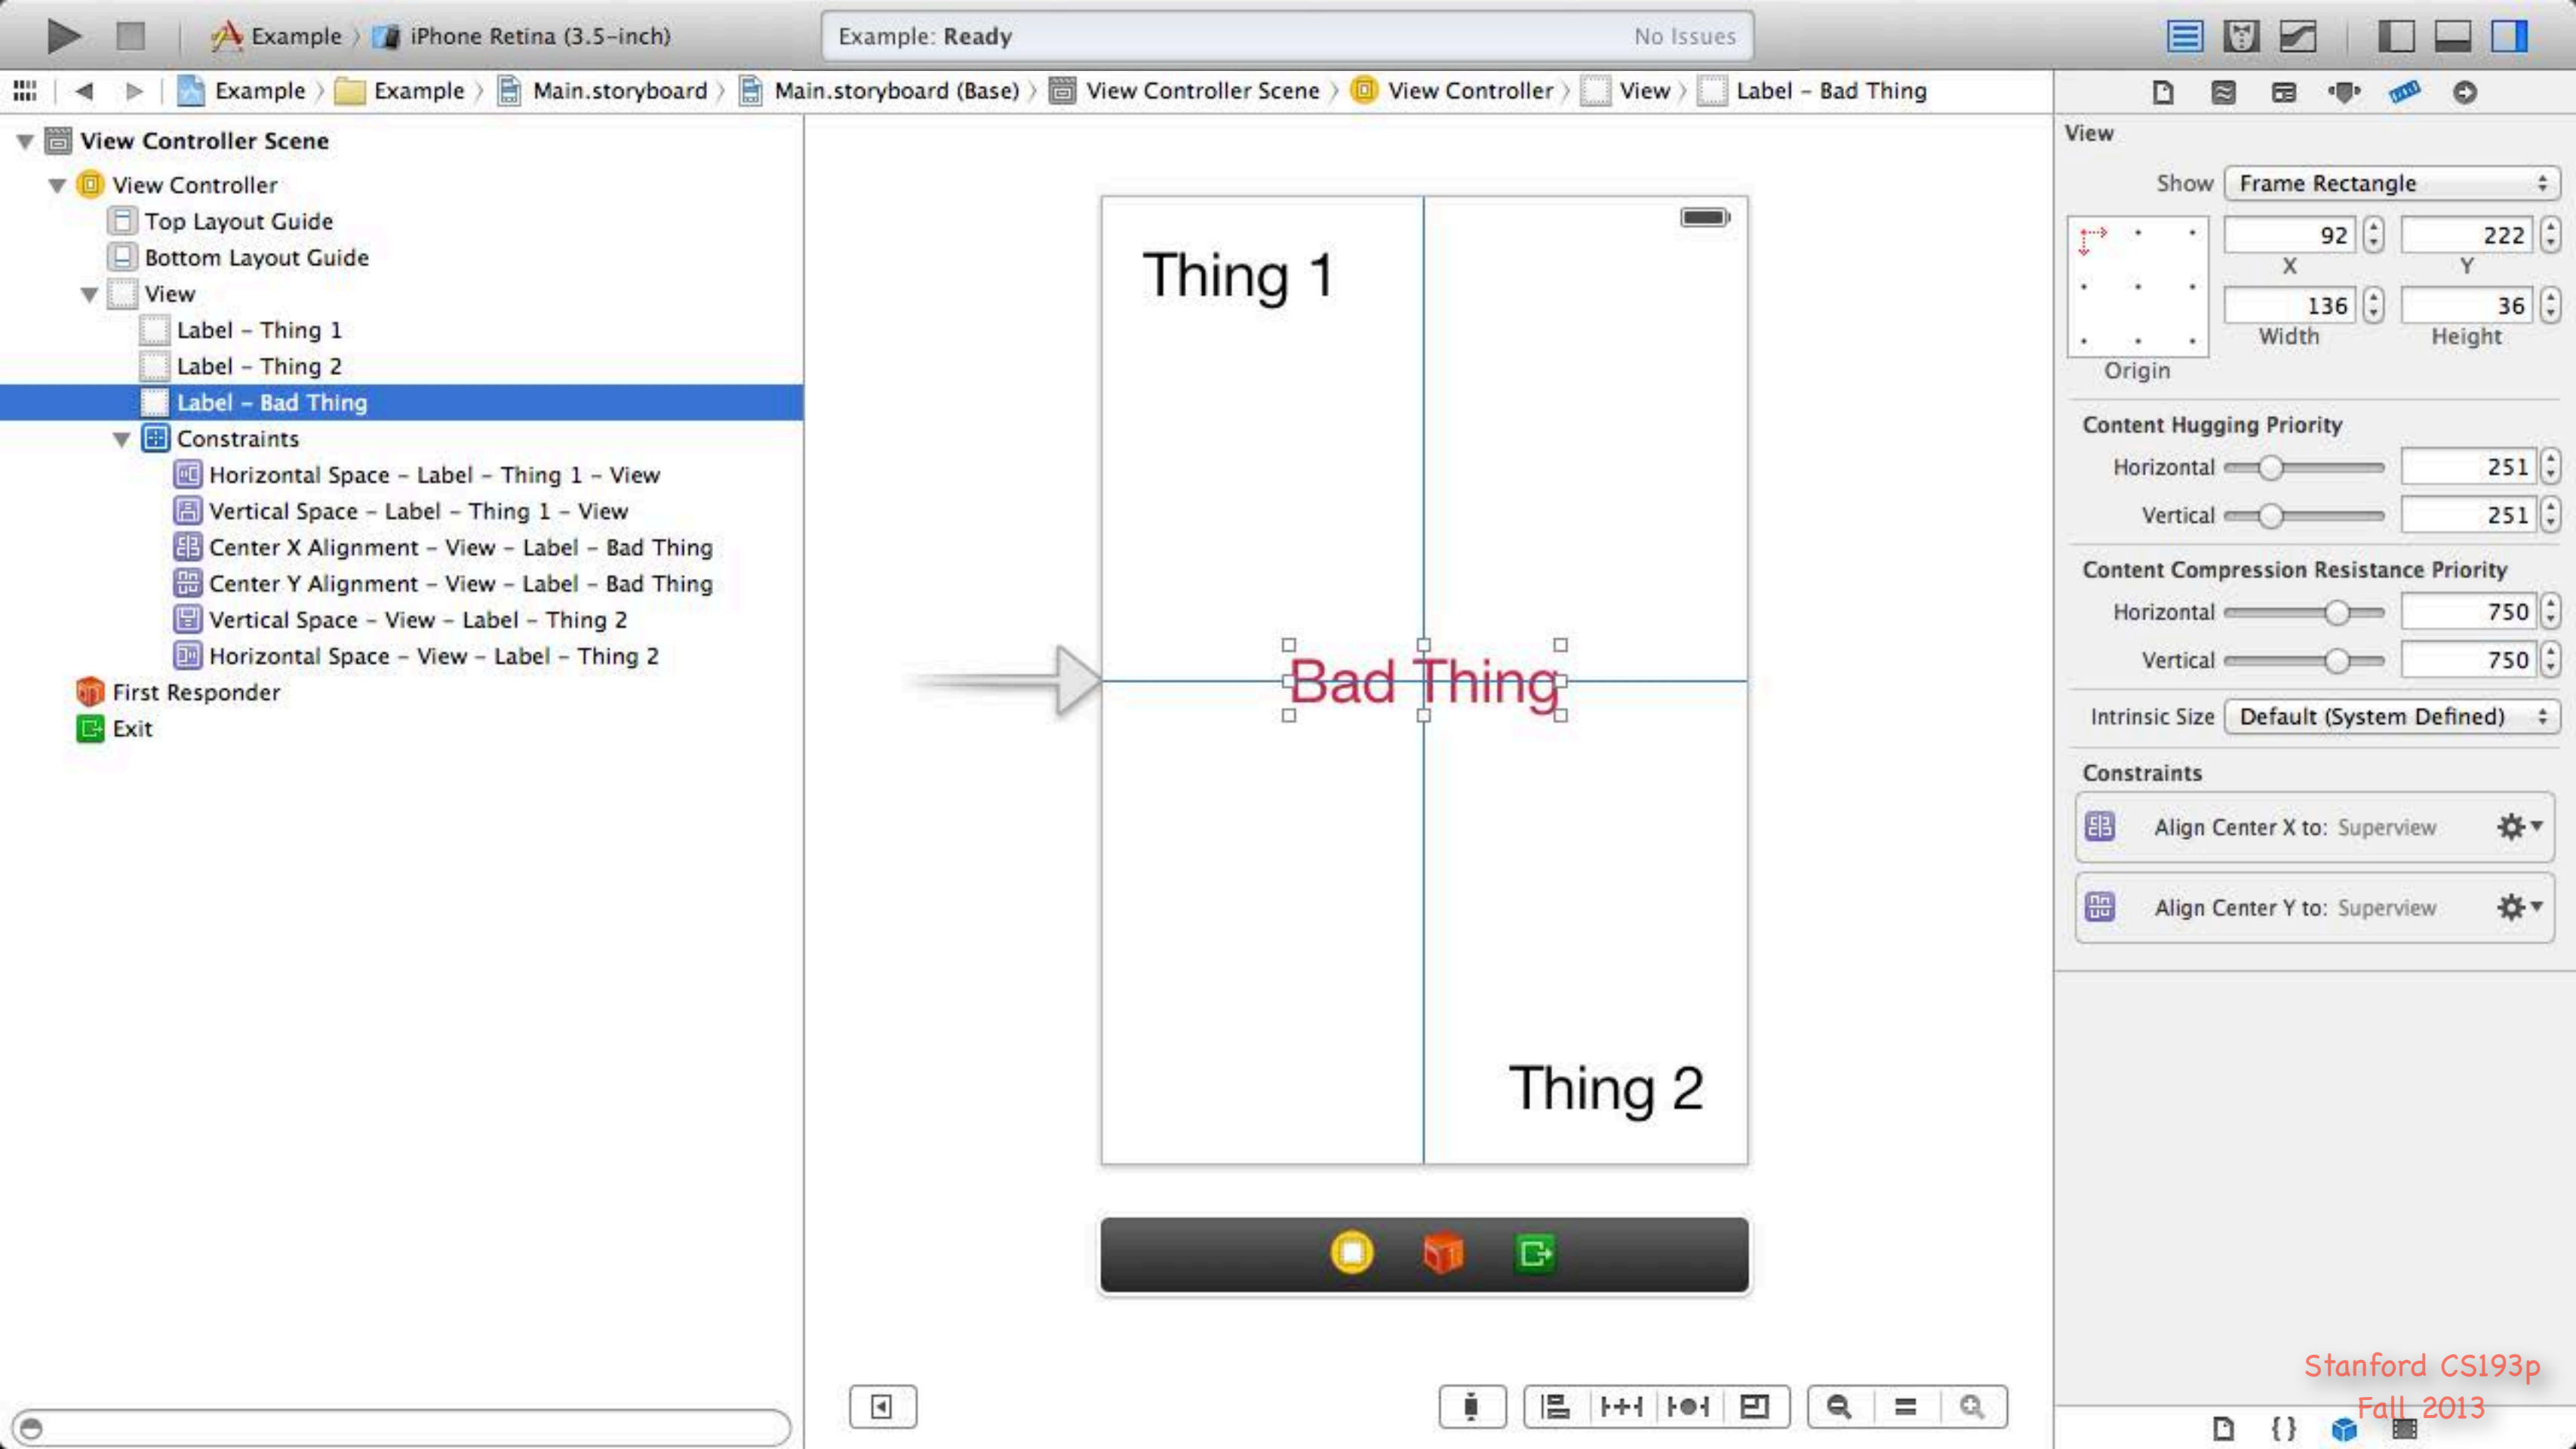 Example 〉 iPhone Retina (3.5-inch)
Example: Ready
No Issues
Example 〉 Example 〉 Main.storyboard 〉 Main.storyboard (Base) 〉 View Controller Scene 〉 View Controller 〉 View 〉 Label – Bad Thing
View Controller Scene
View Controller
Top Layout Guide
Bottom Layout Guide
View
Label – Thing 1
Label – Thing 2
Label – Bad Thing
Constraints
Horizontal Space – Label – Thing 1 – View
Vertical Space – Label – Thing 1 – View
Center X Alignment – View – Label – Bad Thing
Center Y Alignment – View – Label – Bad Thing
Vertical Space – View – Label – Thing 2
Horizontal Space – View – Label – Thing 2
First Responder
Exit
Thing 1
Bad Thing
Thing 2
View
Show Frame Rectangle
92 222
X Y
136 36
Width Height
Origin
Content Hugging Priority
Horizontal 251
Vertical 251
Content Compression Resistance Priority
Horizontal 750
Vertical 750
Intrinsic Size Default (System Defined)
Constraints
Align Center X to: Superview
Align Center Y to: Superview
Stanford CS193p
Fall 2013
{}